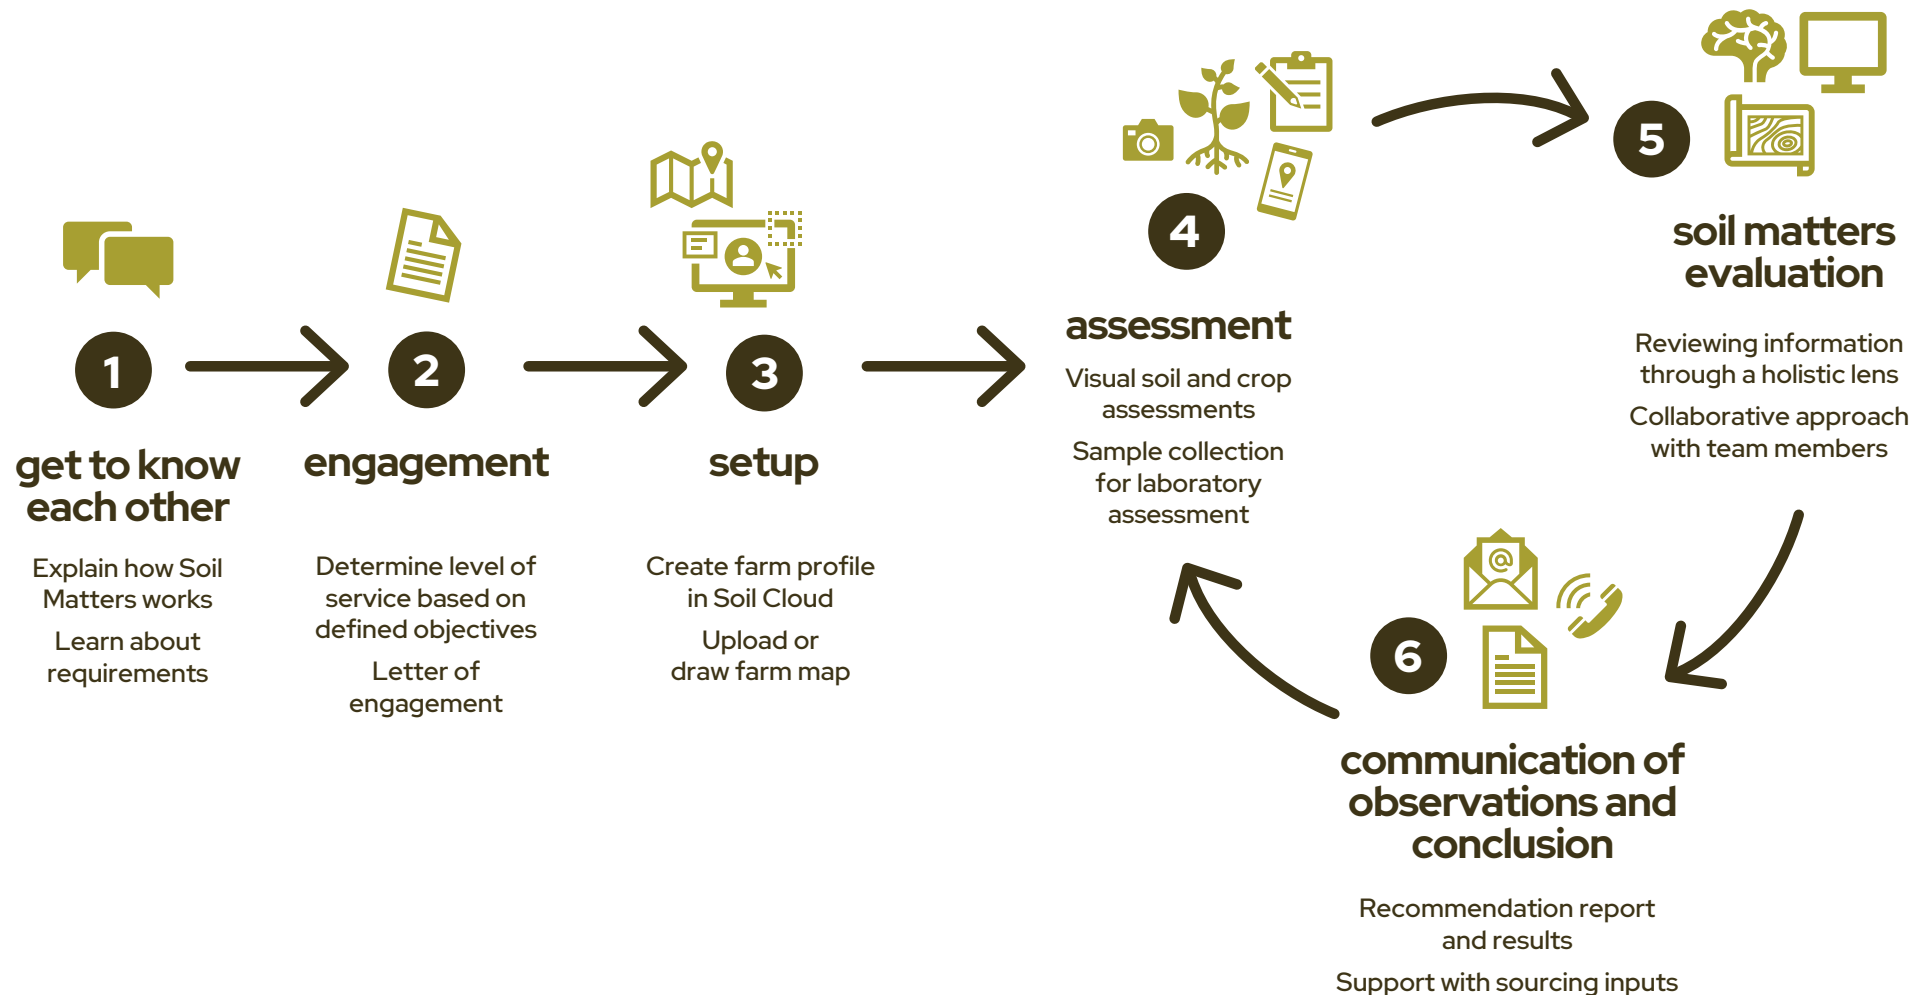 1
get to know
each other
Explain how Soil
Matters works
Learn about
requirements
2
engagement
Determine level of
service based on
defined objectives
Letter of
engagement
3
setup
Create farm profile
in Soil Cloud
Upload or
draw farm map
4
assessment
Visual soil and crop
assessments
Sample collection
for laboratory
assessment
5
soil matters
evaluation
Reviewing information
through a holistic lens
Collaborative approach
with team members
@
6
communication of
observations and
conclusion
Recommendation report
and results
Support with sourcing inputs